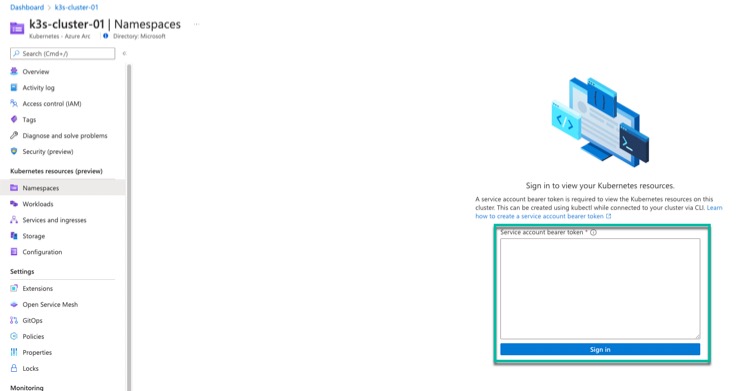 Dashboard > k3s-cluster-01
k3s-cluster-01 | Namespaces ...
Kubernetes - Azure Arc Directory: Microsoft
Search (Cmd+/)
Overview
Activity log
Access control (IAM)
Tags
Diagnose and solve problems
Security (preview)
Kubernetes resources (preview)
Namespaces
Workloads
Services and ingresses
Storage
Configuration
Settings
Extensions
Open Service Mesh
GitOps
Policies
Properties
Locks
Monitoring
Sign in to view your Kubernetes resources.
A service account bearer token is required to view the Kubernetes resources on this
cluster. This can be created using kubectl while connected to your cluster via CLI. Learn
how to create a service account bearer token
Service account bearer token *
Sign in